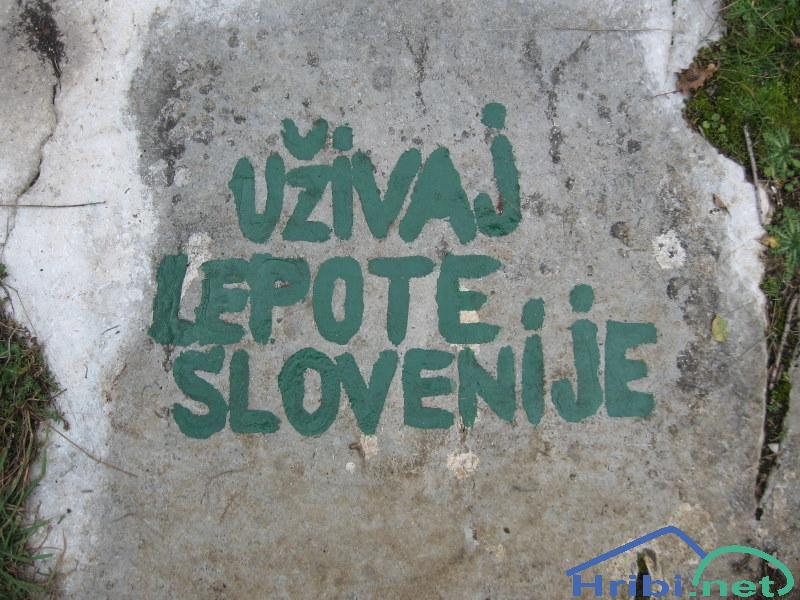 UŽIVAJ
LEPOTE
SLOVENIJE
Hribi.net